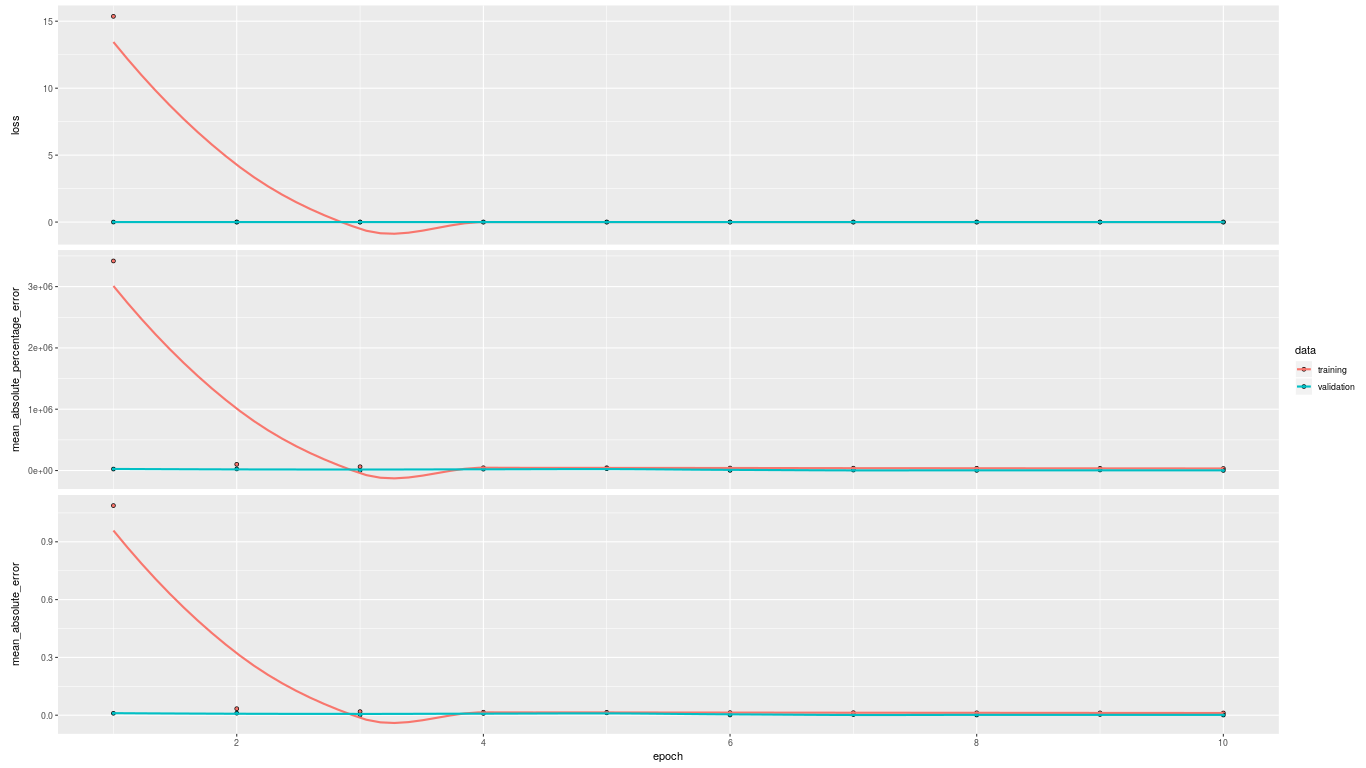 15
10
5
0
loss
3e+06
2e+06
1e+06
0e+00
mean_absolute_percentage_error
0.9
0.6
0.3
0.0
mean_absolute_error
2
4
6
8
10
epoch
data
training
validation